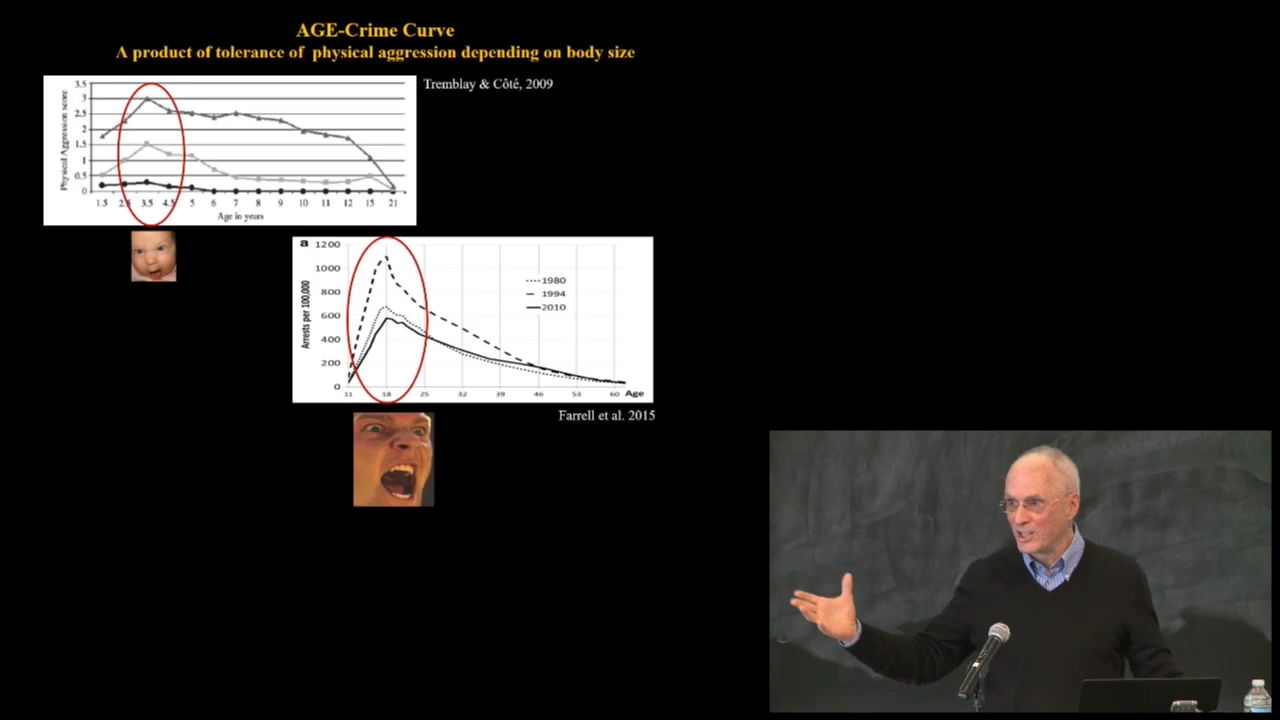 AGE-Crime Curve
A product of tolerance of physical aggression depending on body size
Tremblay & Côté, 2009
Physical Aggression score
3.5
3
2.5
2
1.5
1
0.5
0
1.5 2.5 3.5 4.5 5 6 7 8 9 10 11 12 15 21
Age in years
a
Arrests per 100,000
1200
1000
800
600
400
200
0
1980
1994
2010
11 18 25 32 39 46 53 60 Age
Farrell et al. 2015